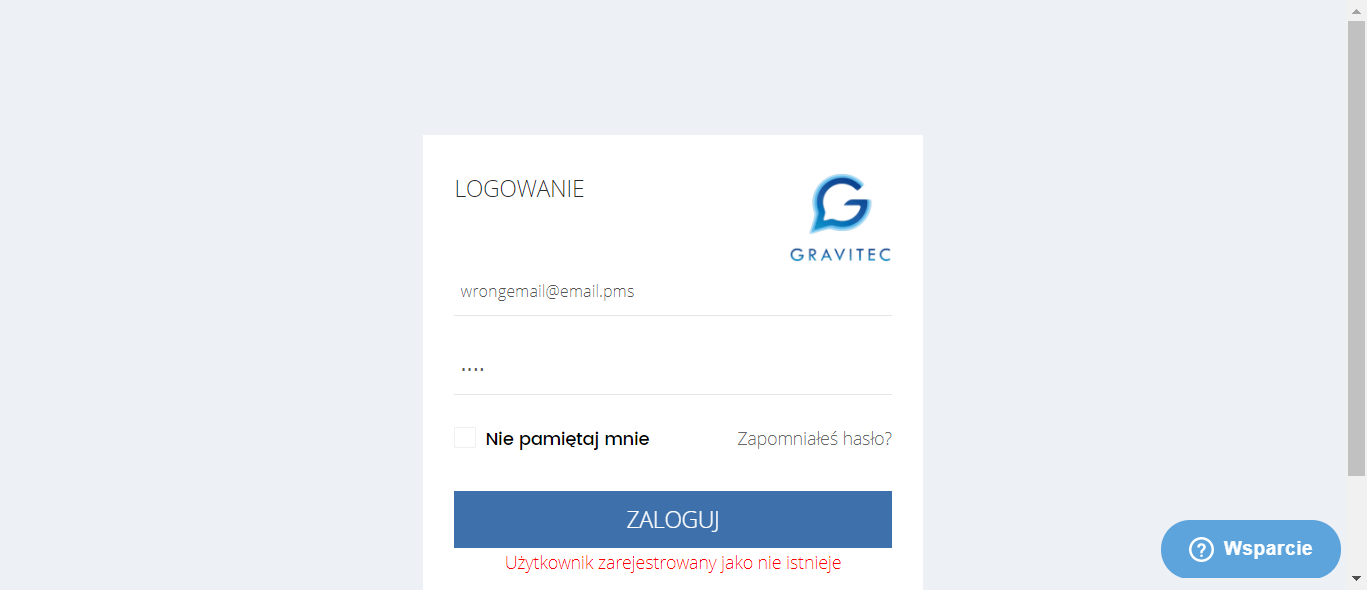 LOGOWANIE
GRAVITEC
wrongemail@email.pms
....
Nie pamiętaj mnie
Zapomniałeś hasło?
ZALOGUJ
Użytkownik zarejestrowany jako nie istnieje
Wsparcie